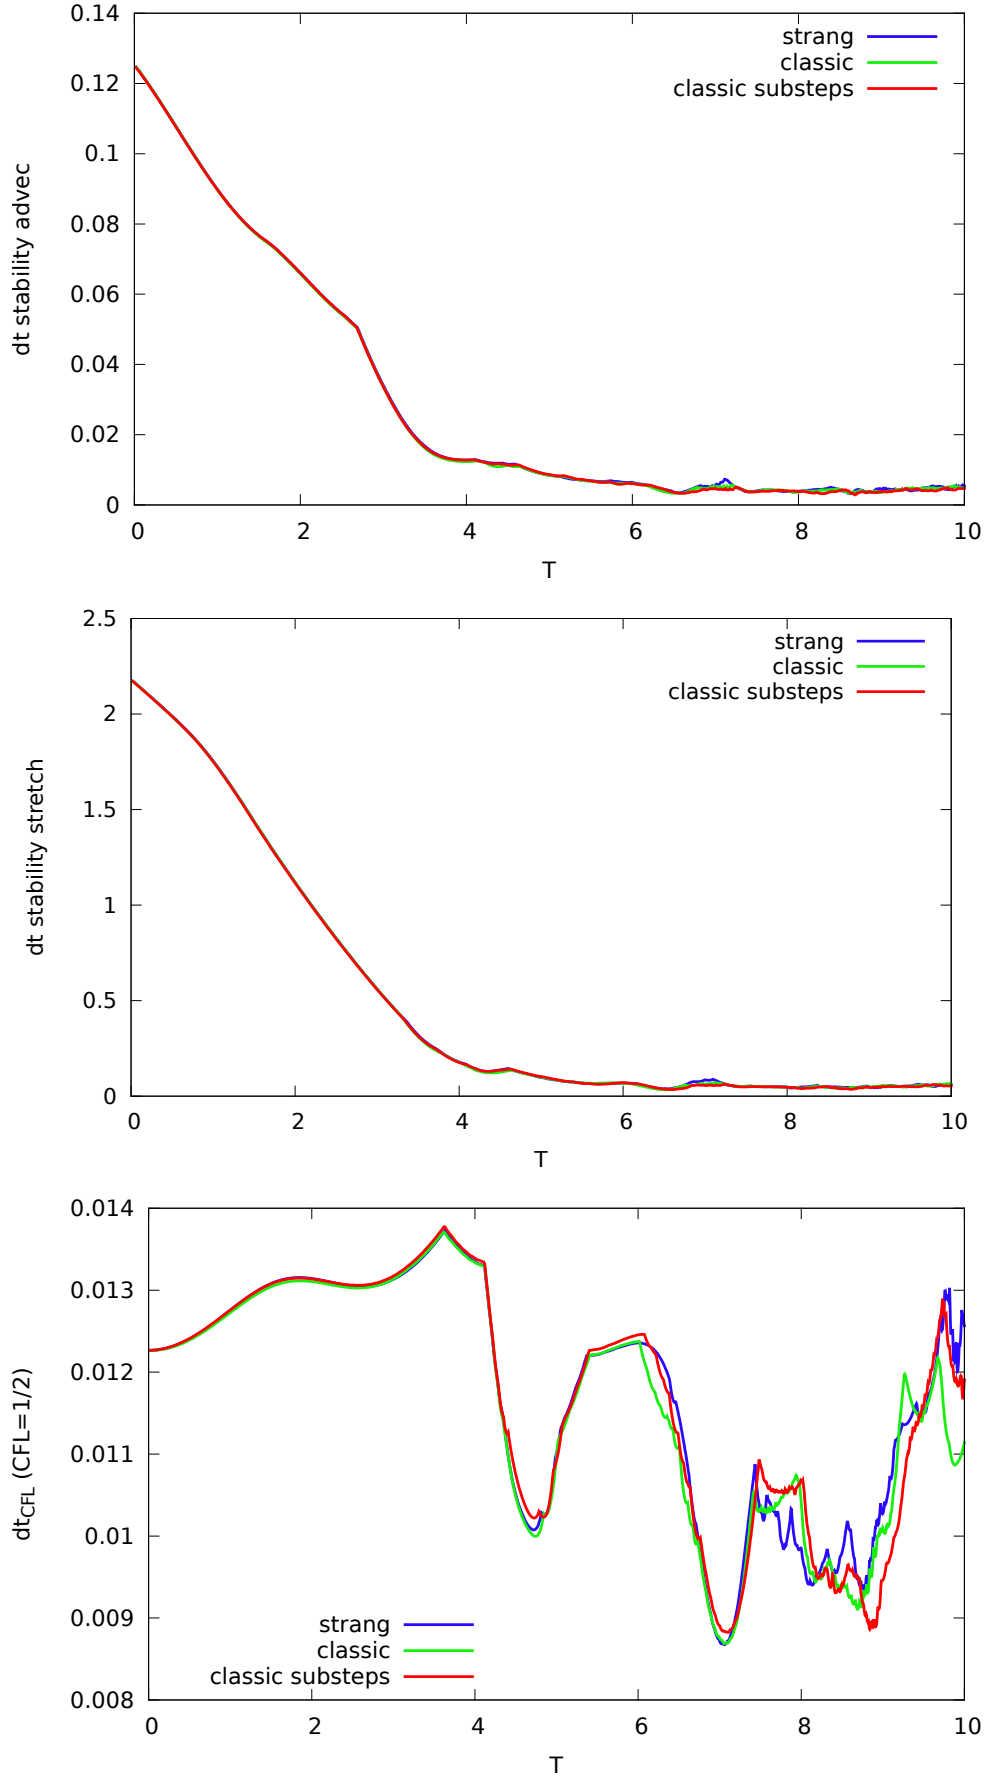 0.14
0.12
0.1
0.08
0.06
0.04
0.02
0
dt stability advec
strang
classic
classic substeps
0 2 4 6 8 10
T
2.5
2
1.5
1
0.5
0
dt stability stretch
strang
classic
classic substeps
0 2 4 6 8 10
T
0.014
0.013
0.012
0.011
0.010
0.009
0.008
dtCFL (CFL=1/2)
strang
classic
classic substeps
0 2 4 6 8 10
T